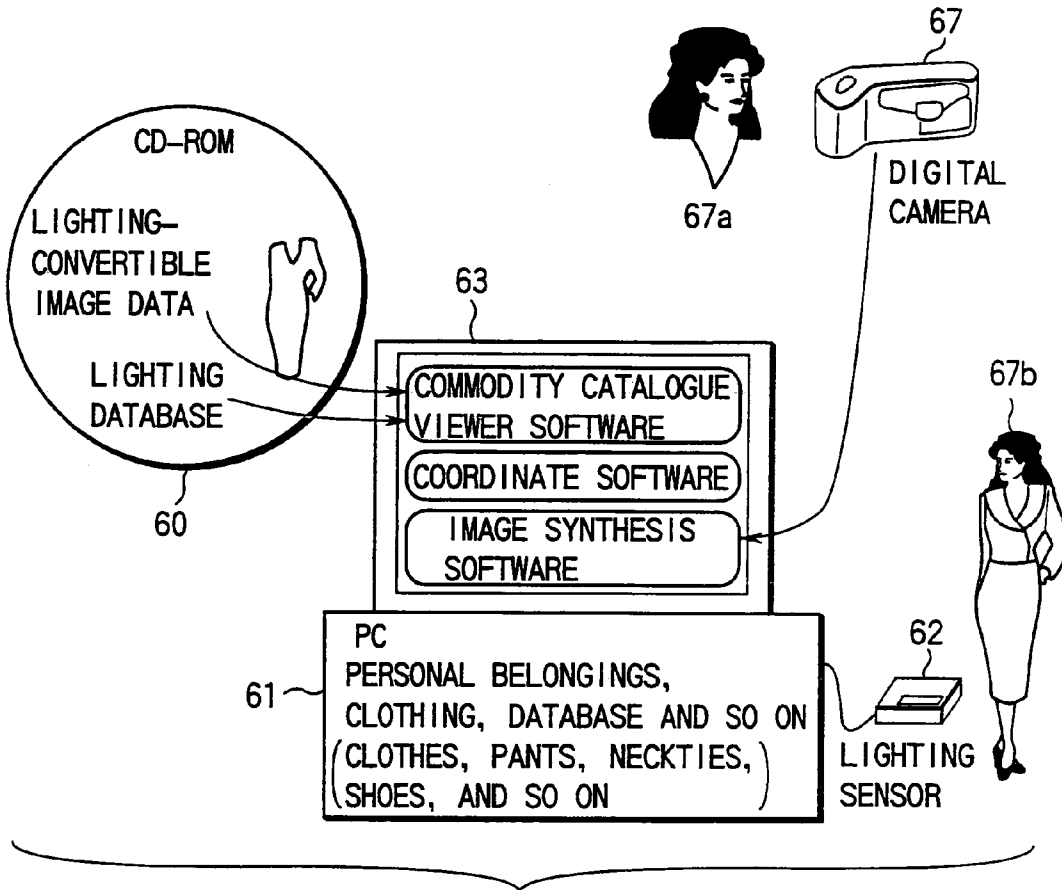 67
CD-ROM
LIGHTING-
CONVERTIBLE
IMAGE DATA
LIGHTING
DATABASE
60
67a
DIGITAL
CAMERA
63
COMMODITY CATALOGUE
VIEWER SOFTWARE
COORDINATE SOFTWARE
IMAGE SYNTHESIS
SOFTWARE
67b
61
PC
PERSONAL BELONGINGS,
CLOTHING, DATABASE AND SO ON
(CLOTHES, PANTS, NECKTIES,
SHOES, AND SO ON)
62
LIGHTING
SENSOR